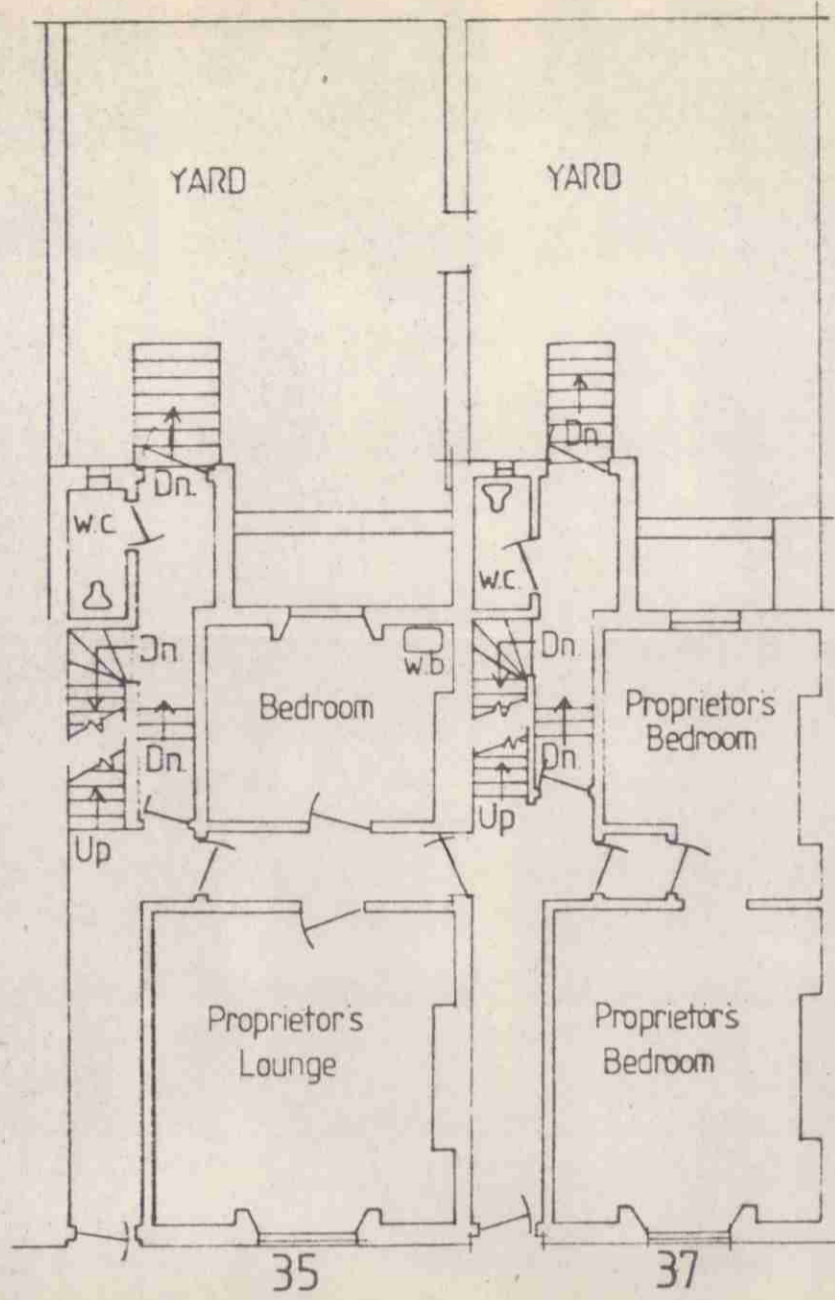 YARD
YARD
Dn.
Dn
W.C
W.C.
Dn
Dn
W.b
Bedroom
Proprietor's
Bedroom
Dn.
Dn
Up
Up
Proprietor's
Lounge
Proprietor's
Bedroom
35
37